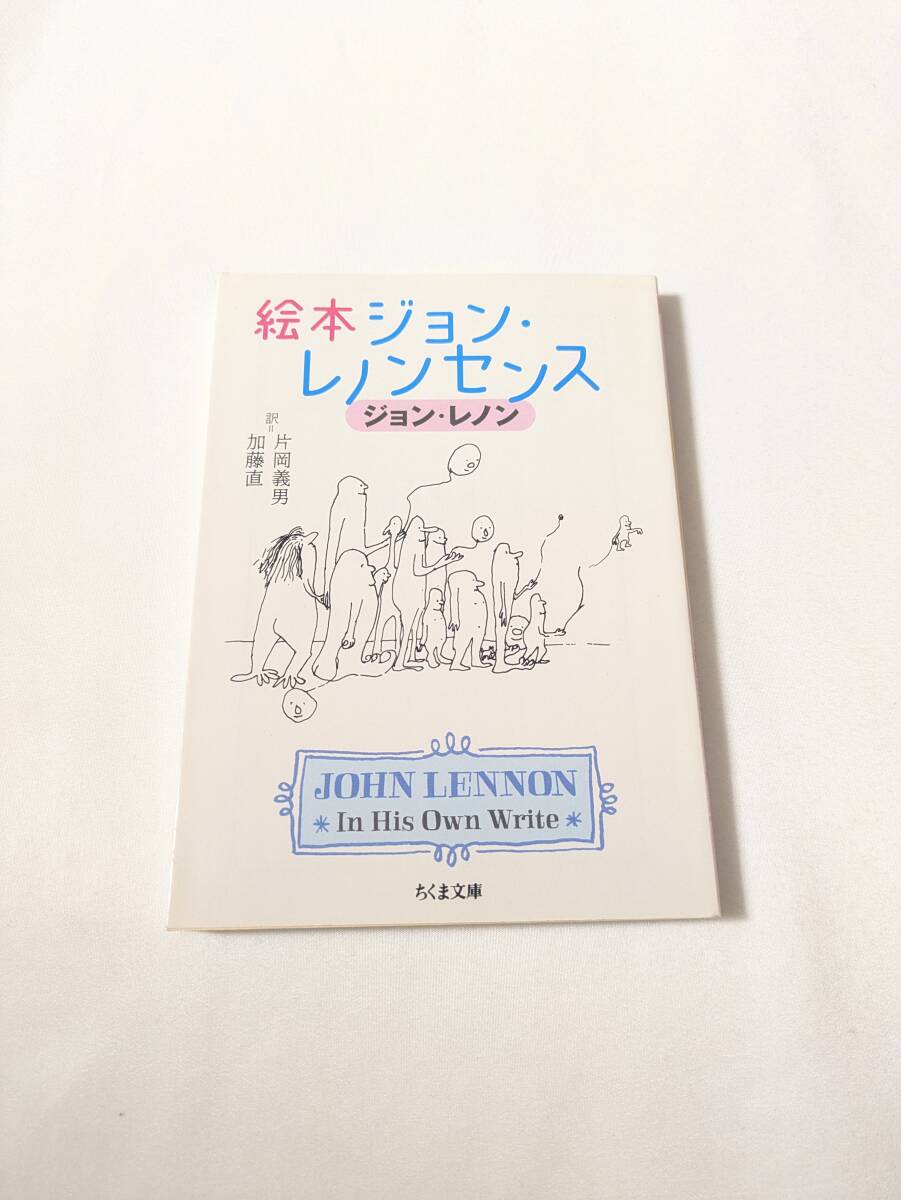 絵本ジョン・
レノンセンス
ジョン・レノン
訳=片岡義男
加藤直
JOHN LENNON
* In His Own Write *
ちくま文庫